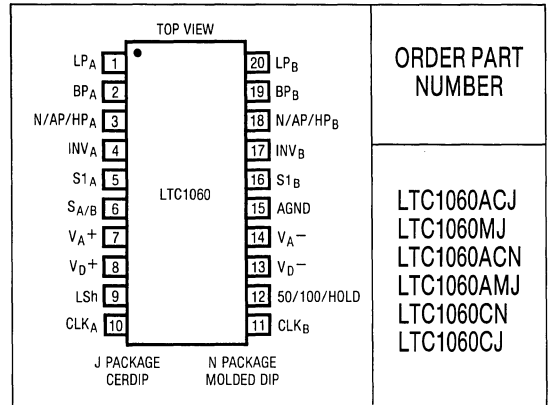 TOP VIEW
LPA 1
BPA 2
N/AP/HPA 3
INVA 4
S1A 5
SA/B 6
VA+ 7
VD+ 8
LSh 9
CLKA 10
LTC1060
20 LPB
19 BPB
18 N/AP/HPB
17 INVB
16 S1B
15 AGND
14 VA−
13 VD−
12 50/100/HOLD
11 CLKB
J PACKAGE
CERDIP
N PACKAGE
MOLDED DIP
ORDER PART
NUMBER
LTC1060ACJ
LTC1060MJ
LTC1060ACN
LTC1060AMJ
LTC1060CN
LTC1060CJ